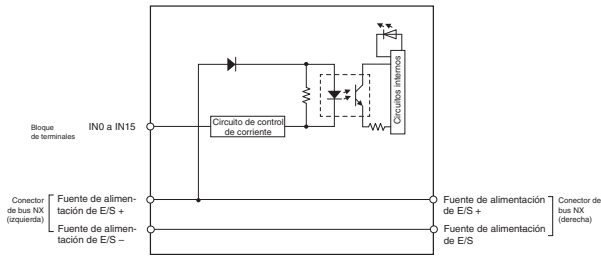 Bloque
de terminales
IN0 a IN15
Circuito de control
de corriente
Circuitos internos
Conector
de bus NX
(izquierda)
Fuente de alimen-
tación de E/S +
Fuente de alimen-
tación de E/S –
Fuente de alimentación
de E/S +
Fuente de alimentación
de E/S
Conector de
bus NX
(derecha)